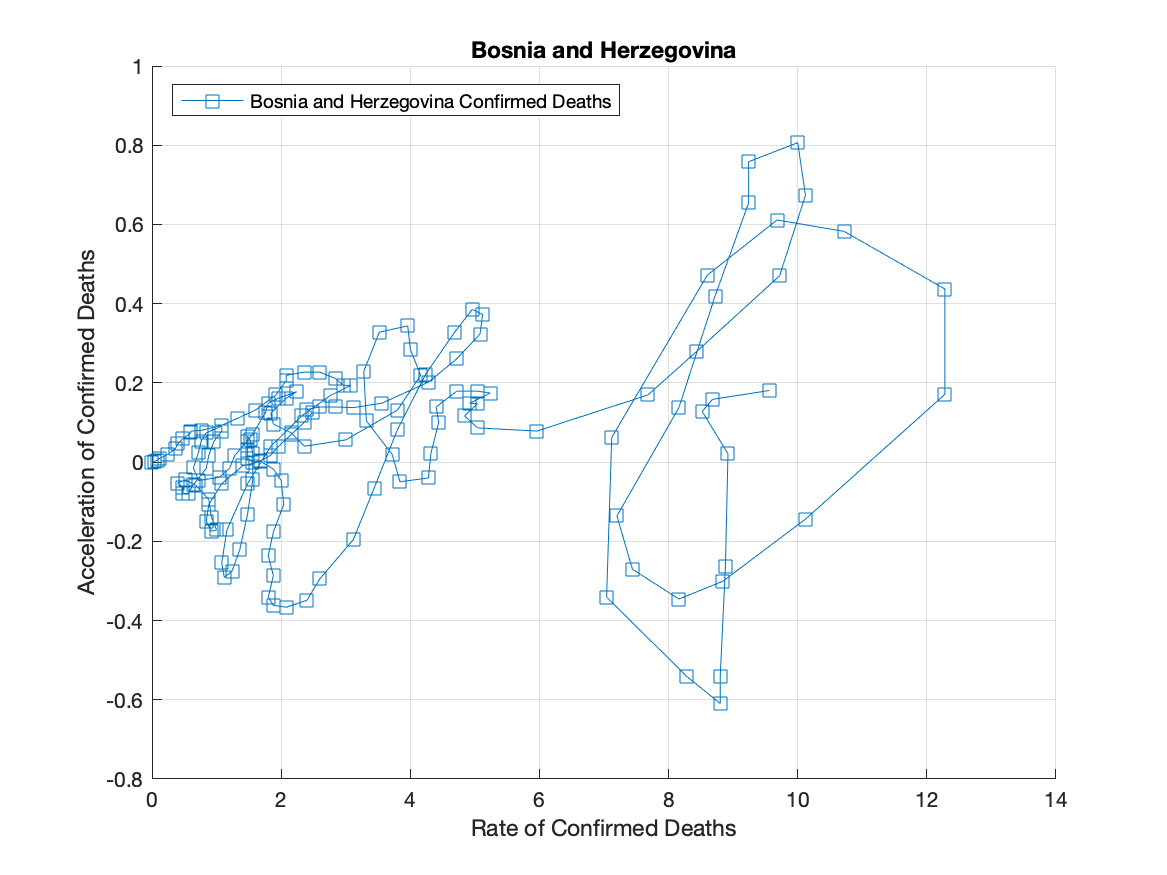 Bosnia and Herzegovina
1
Bosnia and Herzegovina Confirmed Deaths
0.8
0.6
0.4
0.2
0
-0.2
-0.4
-0.6
-0.8
Acceleration of Confirmed Deaths
0 2 4 6 8 10 12 14
Rate of Confirmed Deaths